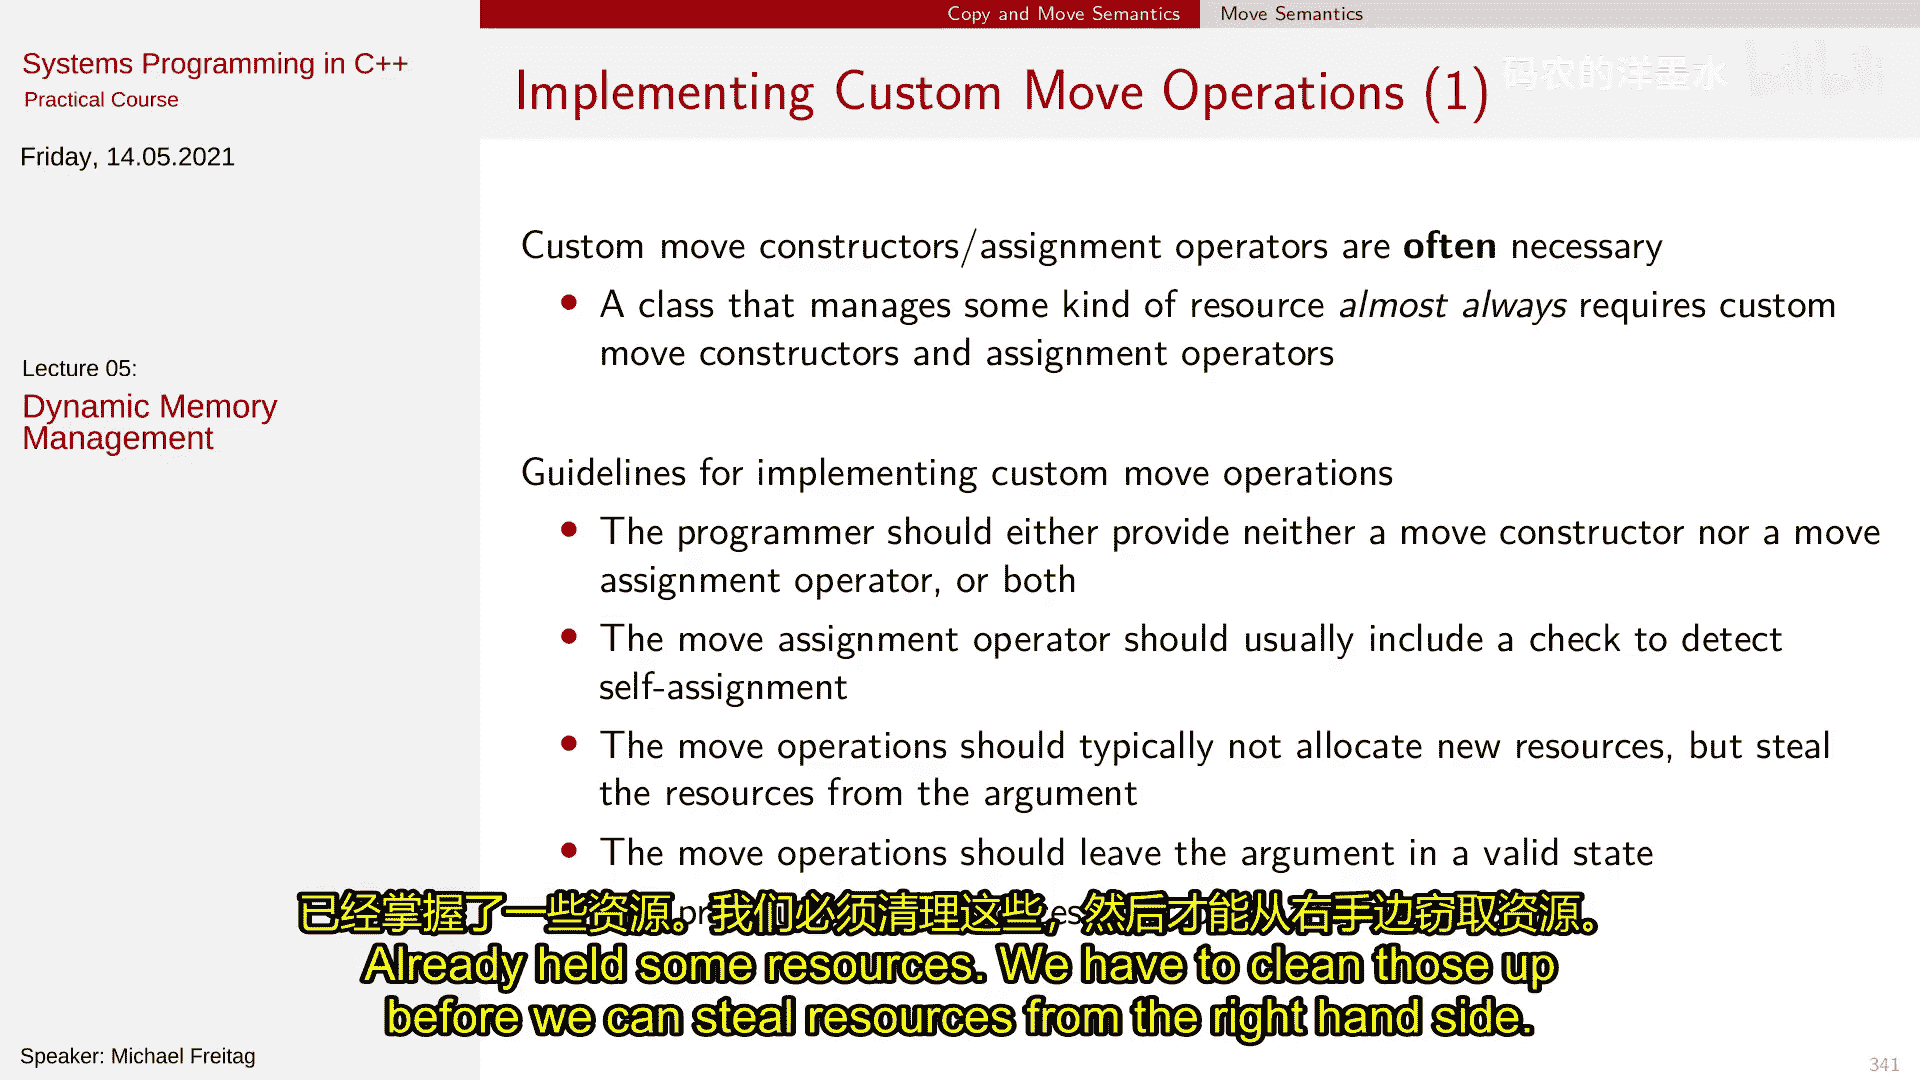 Copy and Move Semantics
Move Semantics
Systems Programming in C++
Practical Course
Friday, 14.05.2021
Lecture 05:
Dynamic Memory
Management
Speaker: Michael Freitag
Implementing Custom Move Operations (1)
码农的洋墨水
bilibili
Custom move constructors/assignment operators are often necessary
• A class that manages some kind of resource almost always requires custom
move constructors and assignment operators
Guidelines for implementing custom move operations
• The programmer should either provide neither a move constructor nor a move
assignment operator, or both
• The move assignment operator should usually include a check to detect
self-assignment
• The move operations should typically not allocate new resources, but steal
the resources from the argument
• The move operations should leave the argument in a valid state
已经掌握了一些资源。我们必须清理这些，然后才能从右手边窃取资源。
Already held some resources. We have to clean those up
before we can steal resources from the right hand side.
341